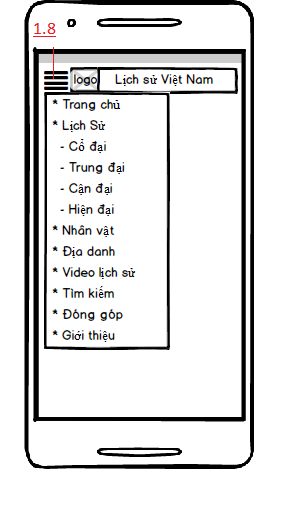 1.8
logo Lịch sử Việt Nam
* Trang chủ
* Lịch Sử
- Cổ đại
- Trung đại
- Cận đại
- Hiện đại
* Nhân vật
* Địa danh
* Video lịch sử
* Tìm kiếm
* Đóng góp
* Giới thiệu